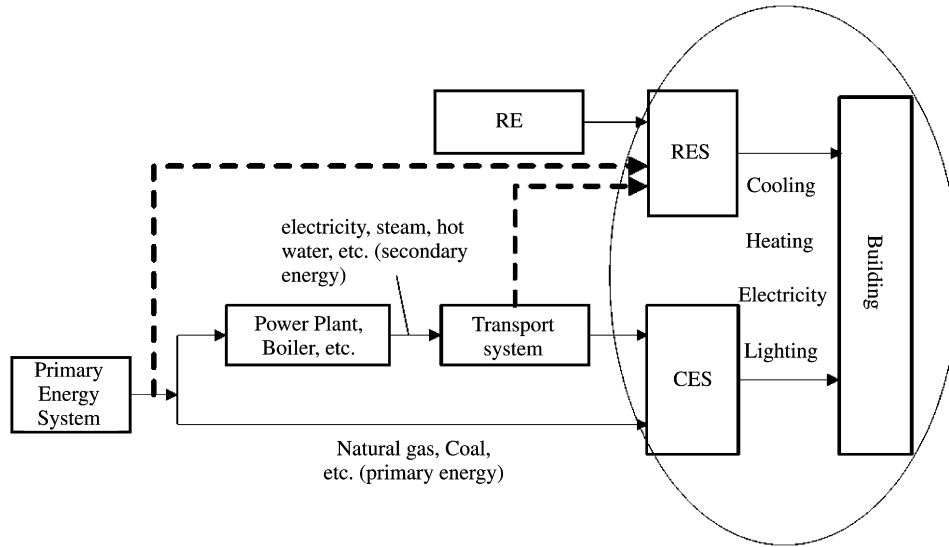 RE
RES
Cooling
Heating
Electricity
Lighting
Building
electricity, steam, hot
water, etc. (secondary
energy)
Power Plant,
Boiler, etc.
Transport
system
CES
Primary
Energy
System
Natural gas, Coal,
etc. (primary energy)